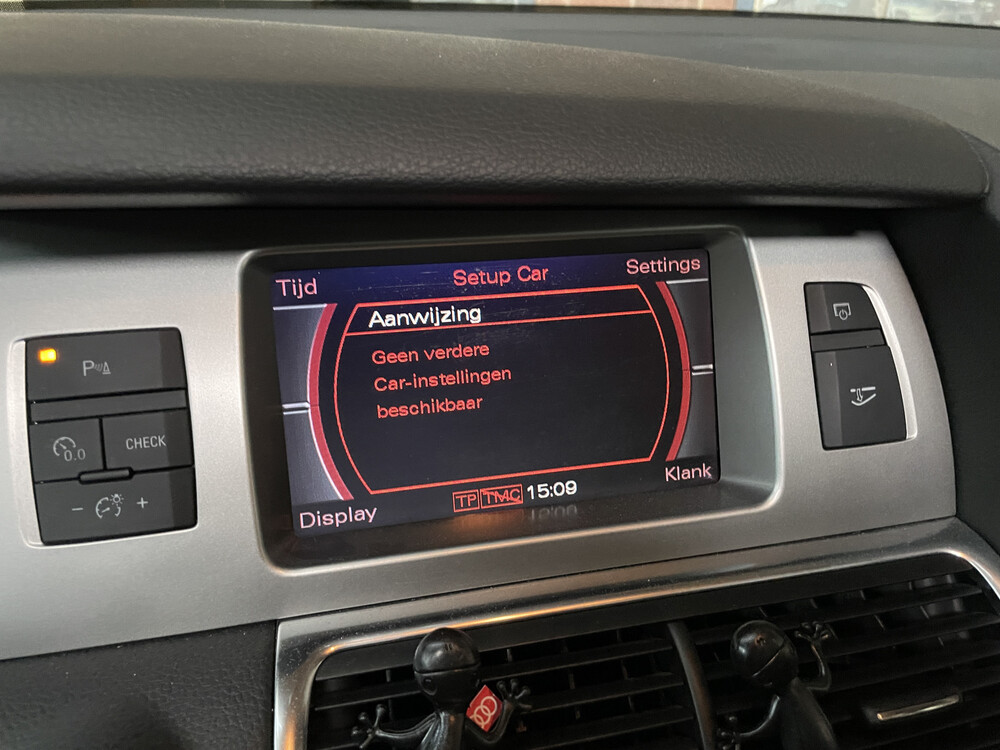 Tijd
Setup Car
Settings
Aanwijzing
Geen verdere
Car-instellingen
beschikbaar
TP TMC 15:09
Klank
Display
P
0.0
CHECK
- +